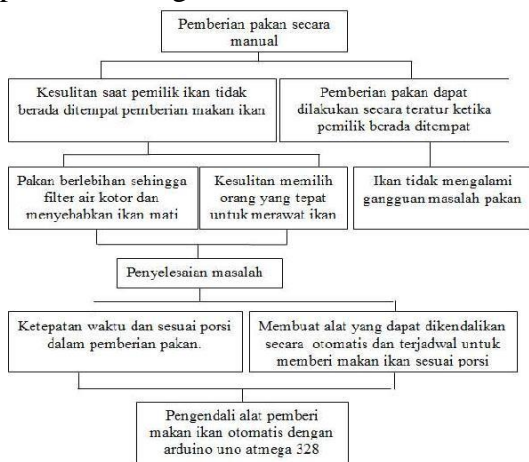 Pemberian pakan secara
manual
Kesulitan saat pemilik ikan tidak
berada ditempat pemberian makan ikan
Pemberian pakan dapat
dilakukan secara teratur ketika
pemilik berada ditempat
Pakan berlebihan sehingga
filter air kotor dan
menyebabkan ikan mati
Kesulitan memilih
orang yang tepat
untuk merawat ikan
Ikan tidak mengalami
gangguan masalah pakan
Penyelesaian masalah
Ketepatan waktu dan sesuai porsi
dalam pemberian pakan.
Membuat alat yang dapat dikendalikan
secara otomatis dan terjadwal untuk
memberi makan ikan sesuai porsi
Pengendali alat pemberi
makan ikan otomatis dengan
arduino uno atmega 328